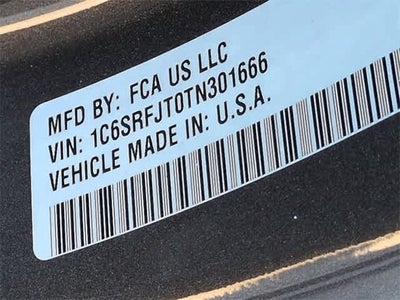 MFD BY: FCA US LLC
VIN: 1C6SRFJT0TN301666
VEHICLE MADE IN: U.S.A.